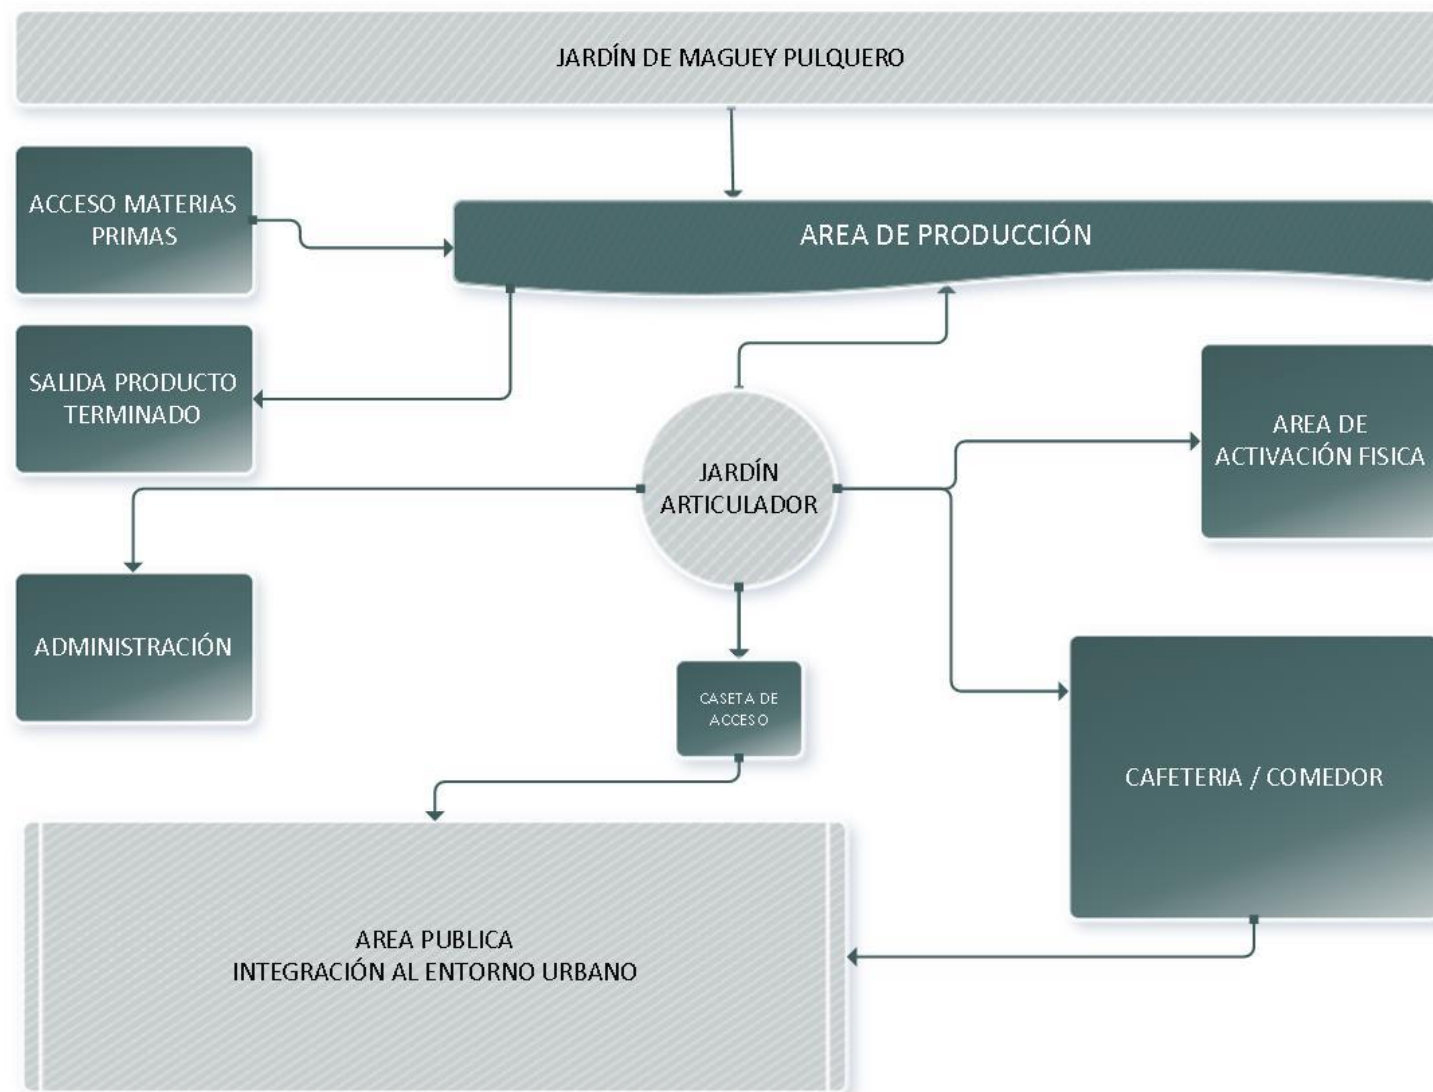 JARDÍN DE MAGUEY PULQUERO
ACCESO MATERIAS
PRIMAS
AREA DE PRODUCCIÓN
SALIDA PRODUCTO
TERMINADO
AREA DE
ACTIVACIÓN FISICA
JARDÍN
ARTICULADOR
ADMINISTRACIÓN
CASETA DE
ACCESO
CAFETERIA / COMEDOR
AREA PUBLICA
INTEGRACIÓN AL ENTORNO URBANO